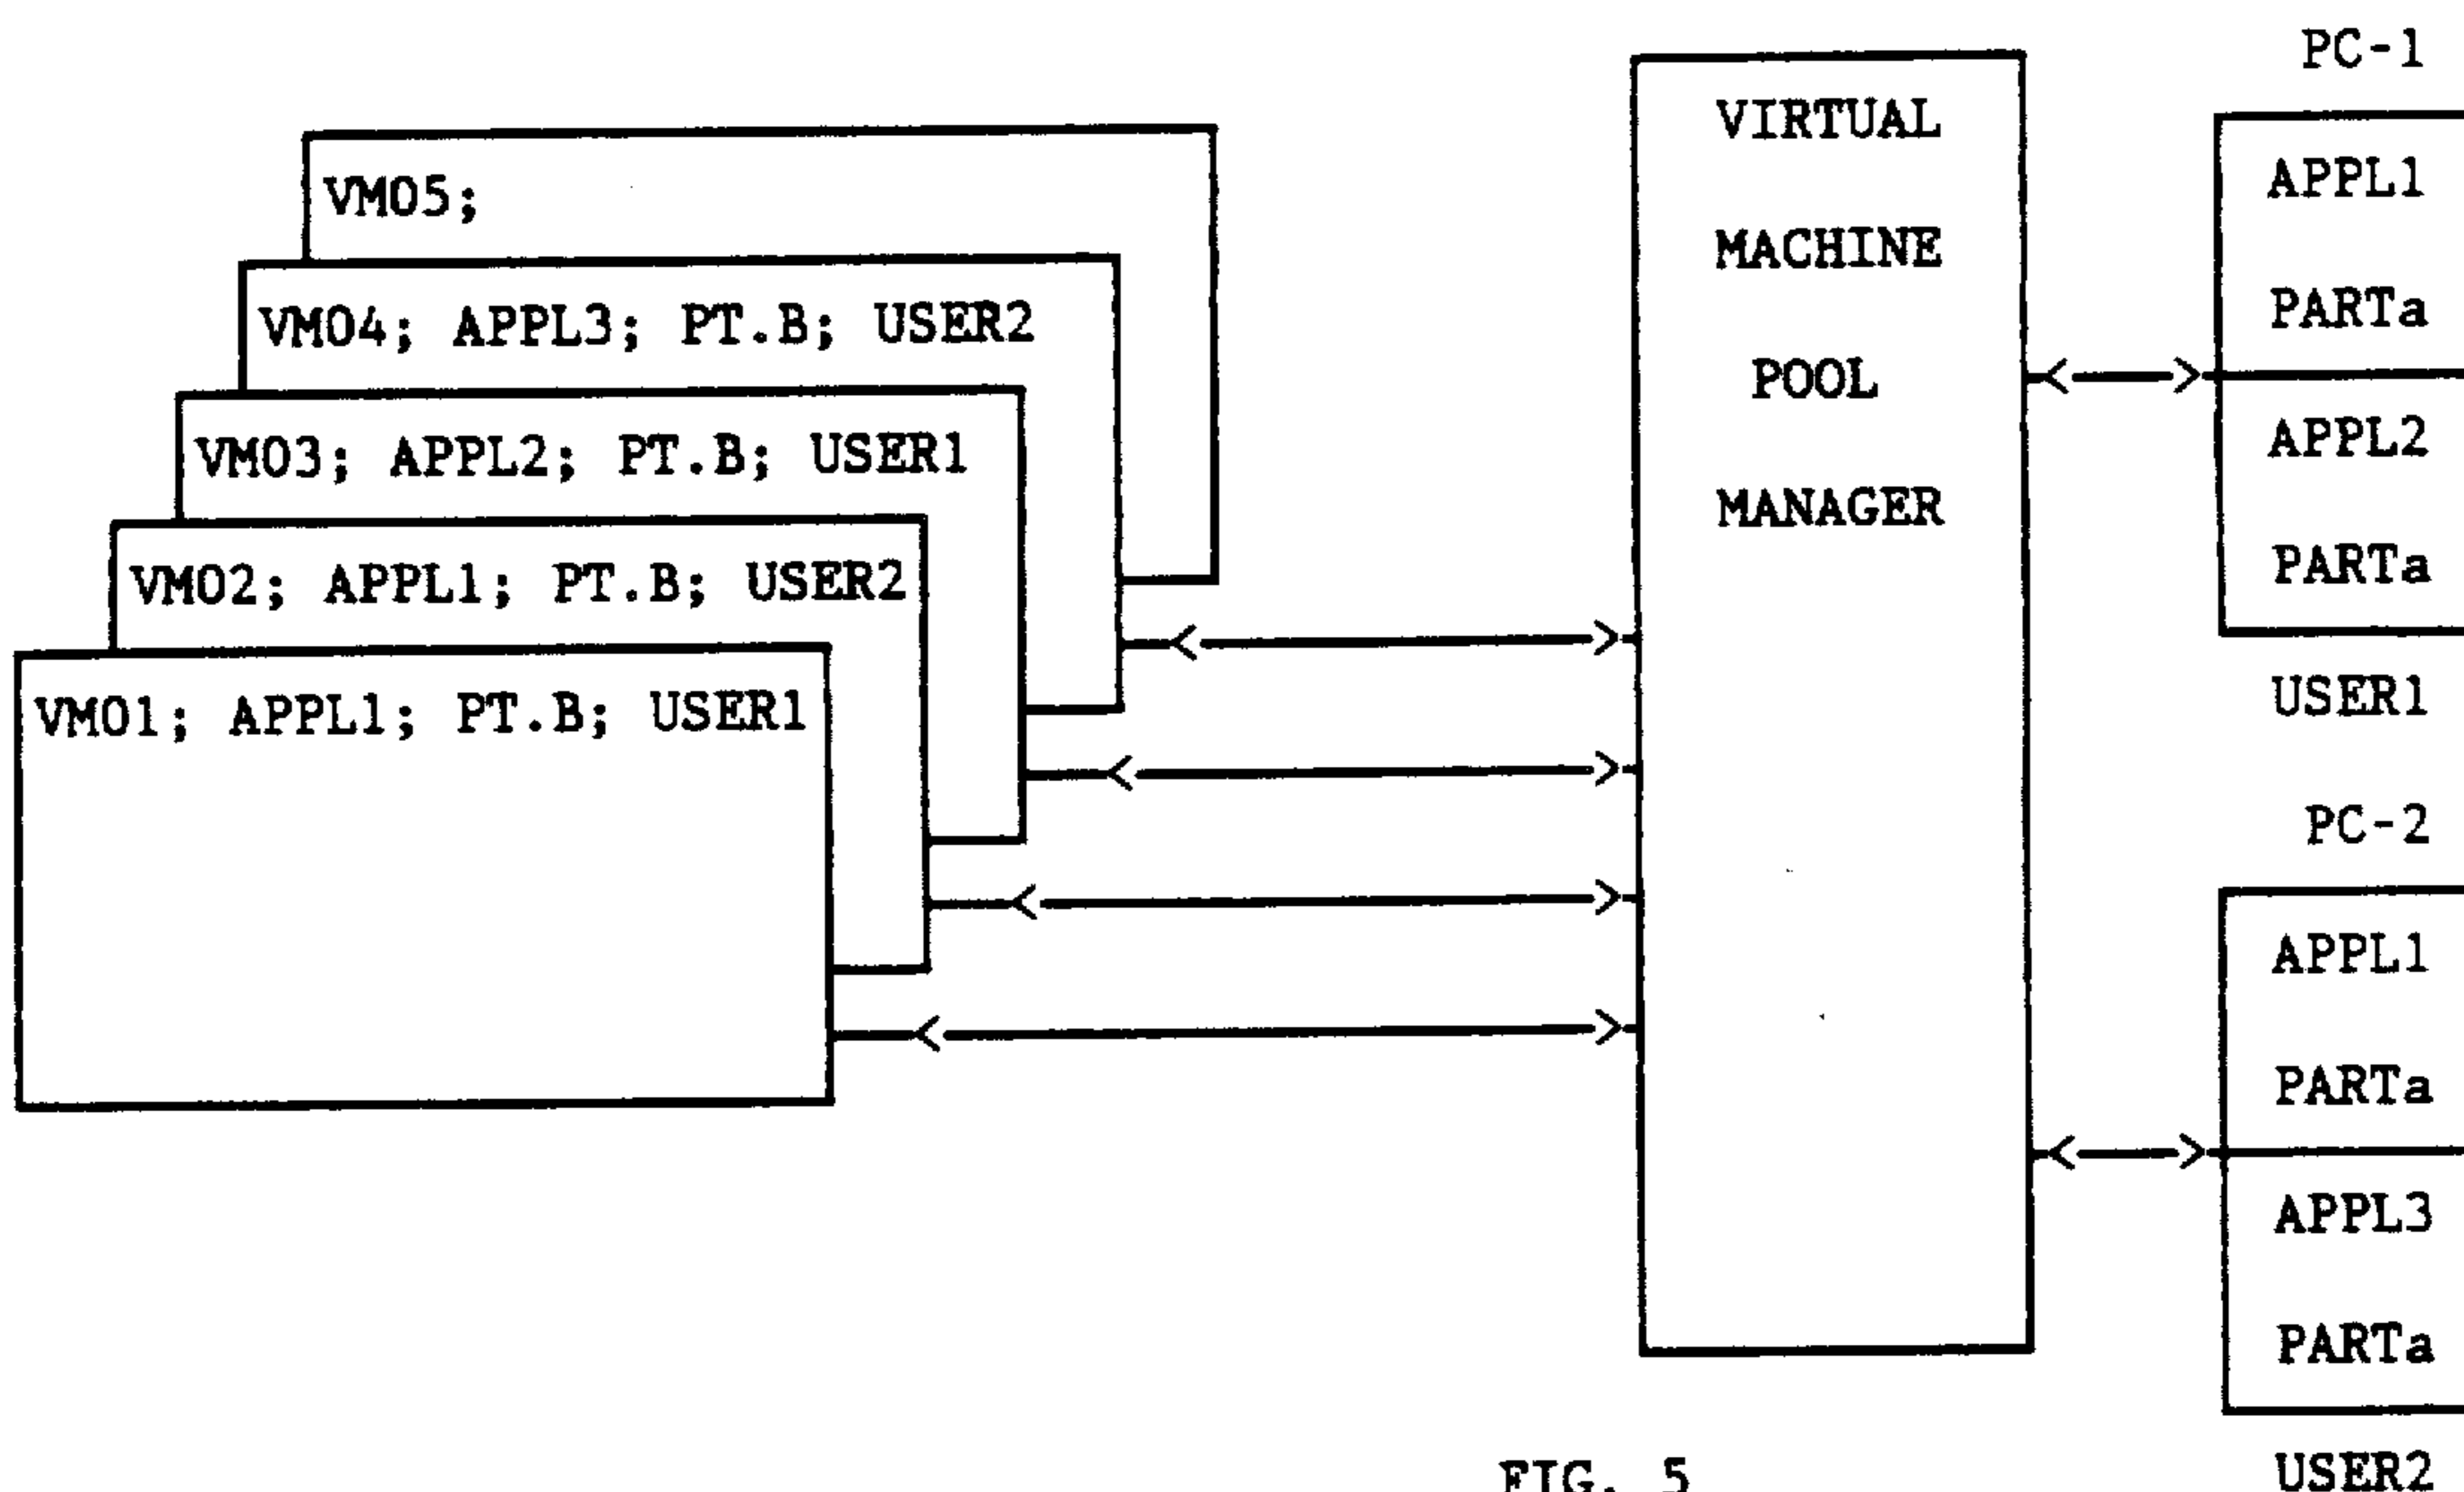 VM05;
VM04; APPL3; PT.B; USER2
VM03; APPL2; PT.B; USER1
VM02; APPL1; PT.B; USER2
VM01; APPL1; PT.B; USER1
VIRTUAL
MACHINE
POOL
MANAGER
PC-1
APPL1
PARTa
APPL2
PARTa
USER1
PC-2
APPL1
PARTa
APPL3
PARTa
USER2
FIG. 5